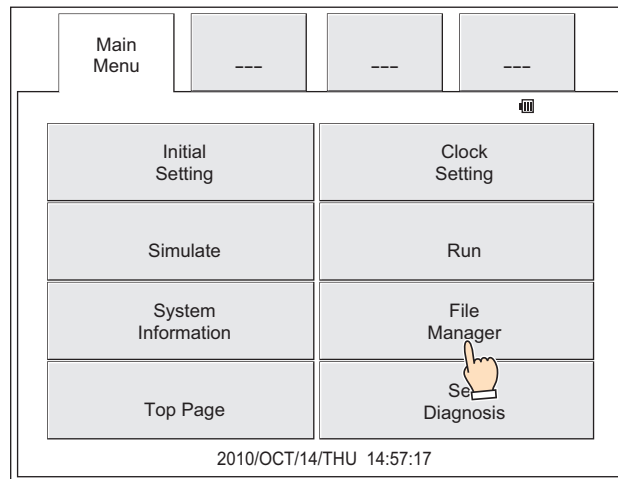 Main
Menu
---
---
---
Initial
Setting
Clock
Setting
Simulate
Run
System
Information
File
Manager
Top Page
Se
Diagnosis
2010/OCT/14/THU 14:57:17